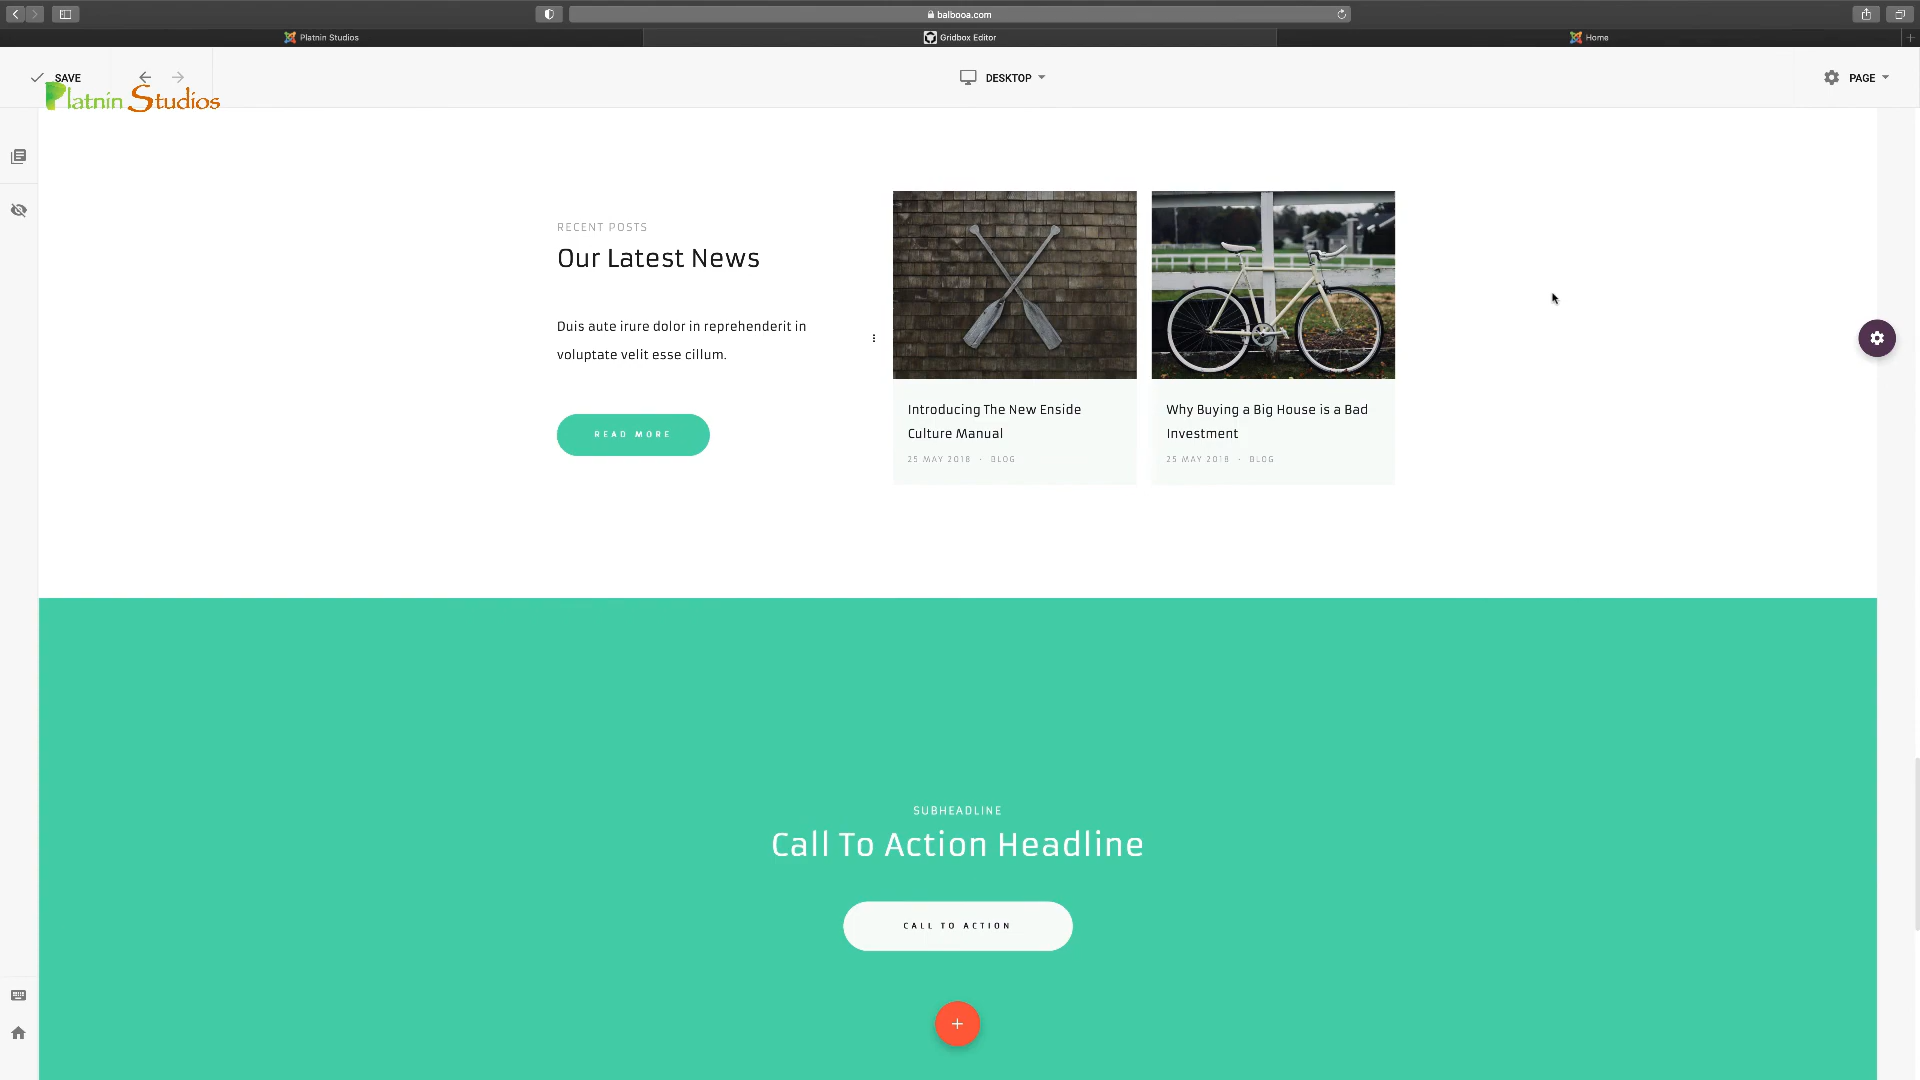 balbooa.com
Platnin Studios
Gridbox Editor
Home
SAVE
DESKTOP
PAGE
Platnin Studios
RECENT POSTS
Our Latest News
Duis aute irure dolor in reprehenderit in
voluptate velit esse cillum.
READ MORE
Introducing The New Enside
Culture Manual
25 MAY 2018 · BLOG
Why Buying a Big House is a Bad
Investment
25 MAY 2018 · BLOG
SUBHEADLINE
Call To Action Headline
CALL TO ACTION